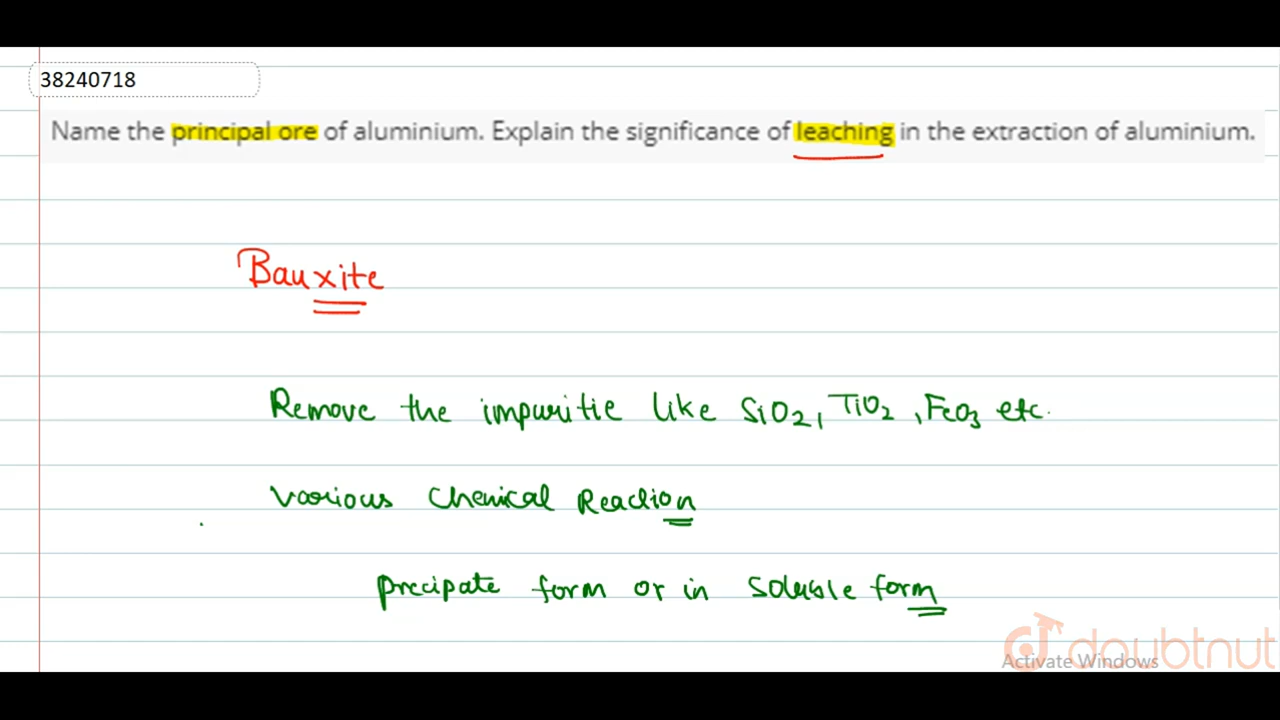 38240718
Name the principal ore of aluminium. Explain the significance of leaching in the extraction of aluminium.
Bauxite
Remove the impuritie like SiO2, TiO2, FeO3 etc.
Various Chemical Reaction
precipate form or in Soluble form
doubtnut
Activate Windows